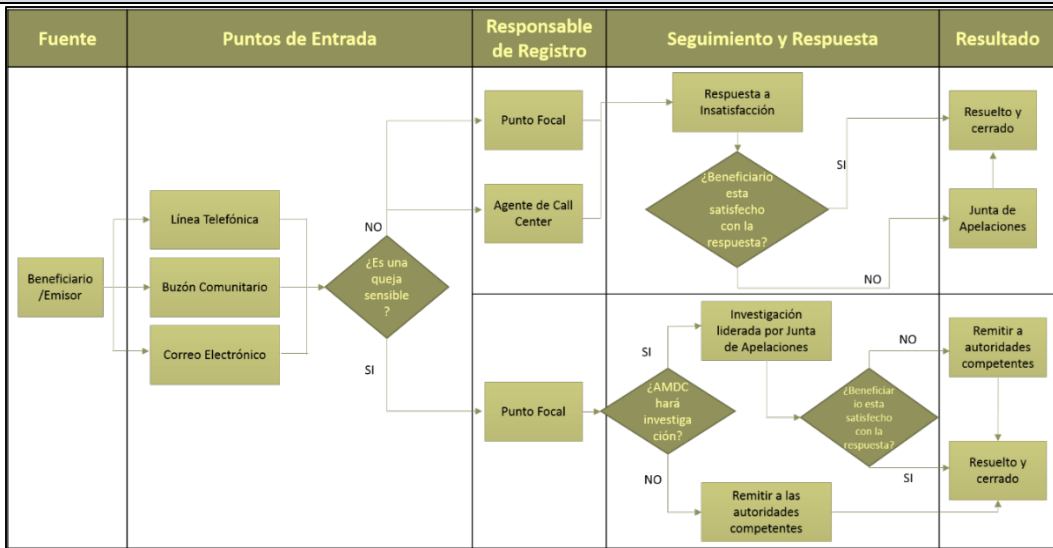 Fuente
Puntos de Entrada
Responsable
de Registro
Seguimiento y Respuesta
Resultado
Beneficiario
/Emisor
Línea Telefónica
Buzón Comunitario
Correo Electrónico
¿Es una
queja
sensible
?
NO
SI
Punto Focal
Agente de Call
Center
Respuesta a
Insatisfacción
¿Beneficiario
esta
satisfecho
con la
respuesta?
SI
NO
Resuelto y
cerrado
Junta de
Apelaciones
Punto Focal
¿AMDC
hará
investiga
ción?
SI
NO
Investigación
liderada por Junta
de Apelaciones
Remitir a las
autoridades
competentes
¿Beneficiar
io esta
satisfecho
con la
respuesta?
NO
SI
Remitir a
autoridades
competentes
Resuelto y
cerrado